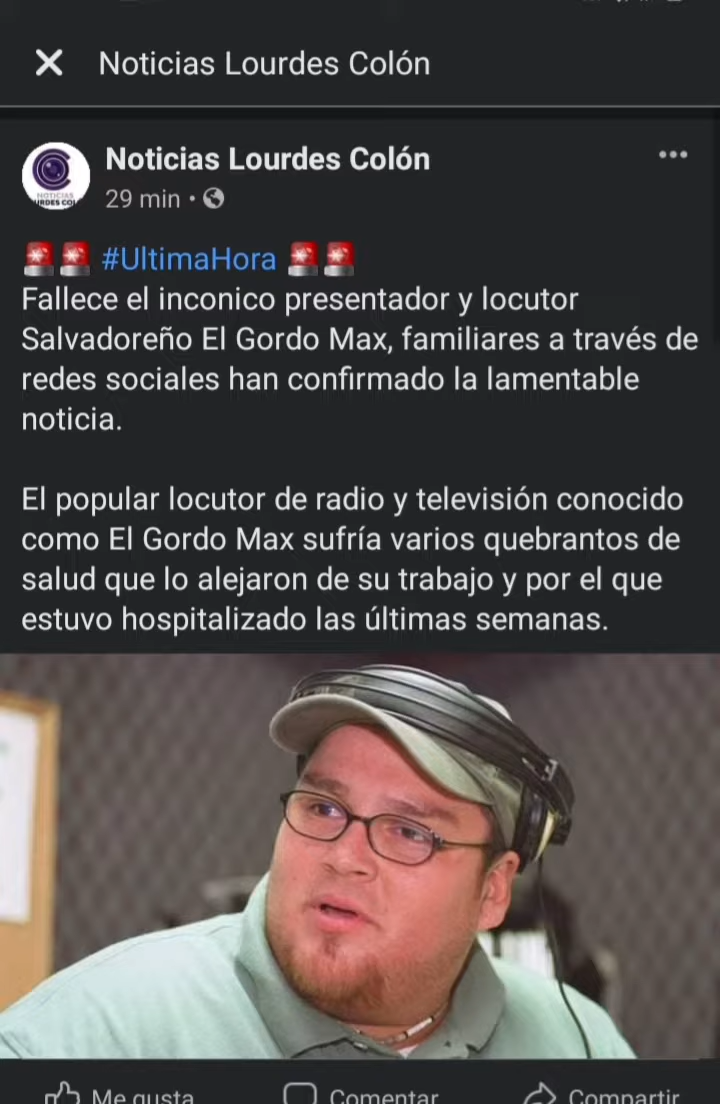 Noticias Lourdes Colón
Noticias Lourdes Colón
29 min •
NOTICIAS
#UltimaHora
Fallece el inconico presentador y locutor
Salvadoreño El Gordo Max, familiares a través de
redes sociales han confirmado la lamentable
noticia.
El popular locutor de radio y televisión conocido
como El Gordo Max sufría varios quebrantos de
salud que lo alejaron de su trabajo y por el que
estuvo hospitalizado las últimas semanas.
Me gusta Comentar Compartir